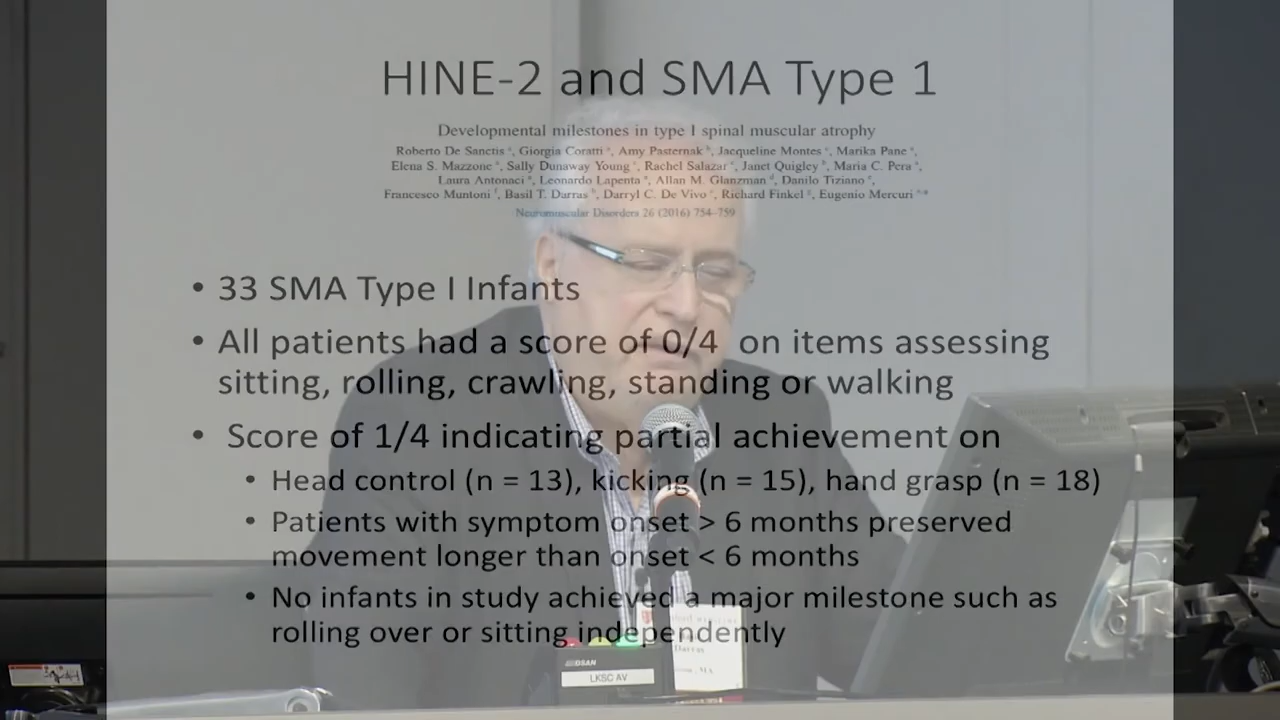 HINE-2 and SMA Type 1
Developmental milestones in type I spinal muscular atrophy
Roberto De Sanctis a, Giorgia Coratti a, Amy Pasternak b, Jacqueline Montes c, Marika Pane a,
Elena S. Mazzone a, Sally Dunaway Young c, Rachel Salazar c, Janet Quigley b, Maria C. Pera a,
Laura Antonaci a, Leonardo Lapenta a, Allan M. Glanzman d, Danilo Tiziano e,
Francesco Muntoni f, Basil T. Darras b, Darryl C. De Vivo c, Richard Finkel g, Eugenio Mercuri a,*
Neuromuscular Disorders 26 (2016) 754–759
• 33 SMA Type I Infants
• All patients had a score of 0/4 on items assessing
sitting, rolling, crawling, standing or walking
• Score of 1/4 indicating partial achievement on
• Head control (n = 13), kicking (n = 15), hand grasp (n = 18)
• Patients with symptom onset > 6 months preserved
movement longer than onset < 6 months
• No infants in study achieved a major milestone such as
rolling over or sitting independently
Darras
MA
DSAN
LKSC AV